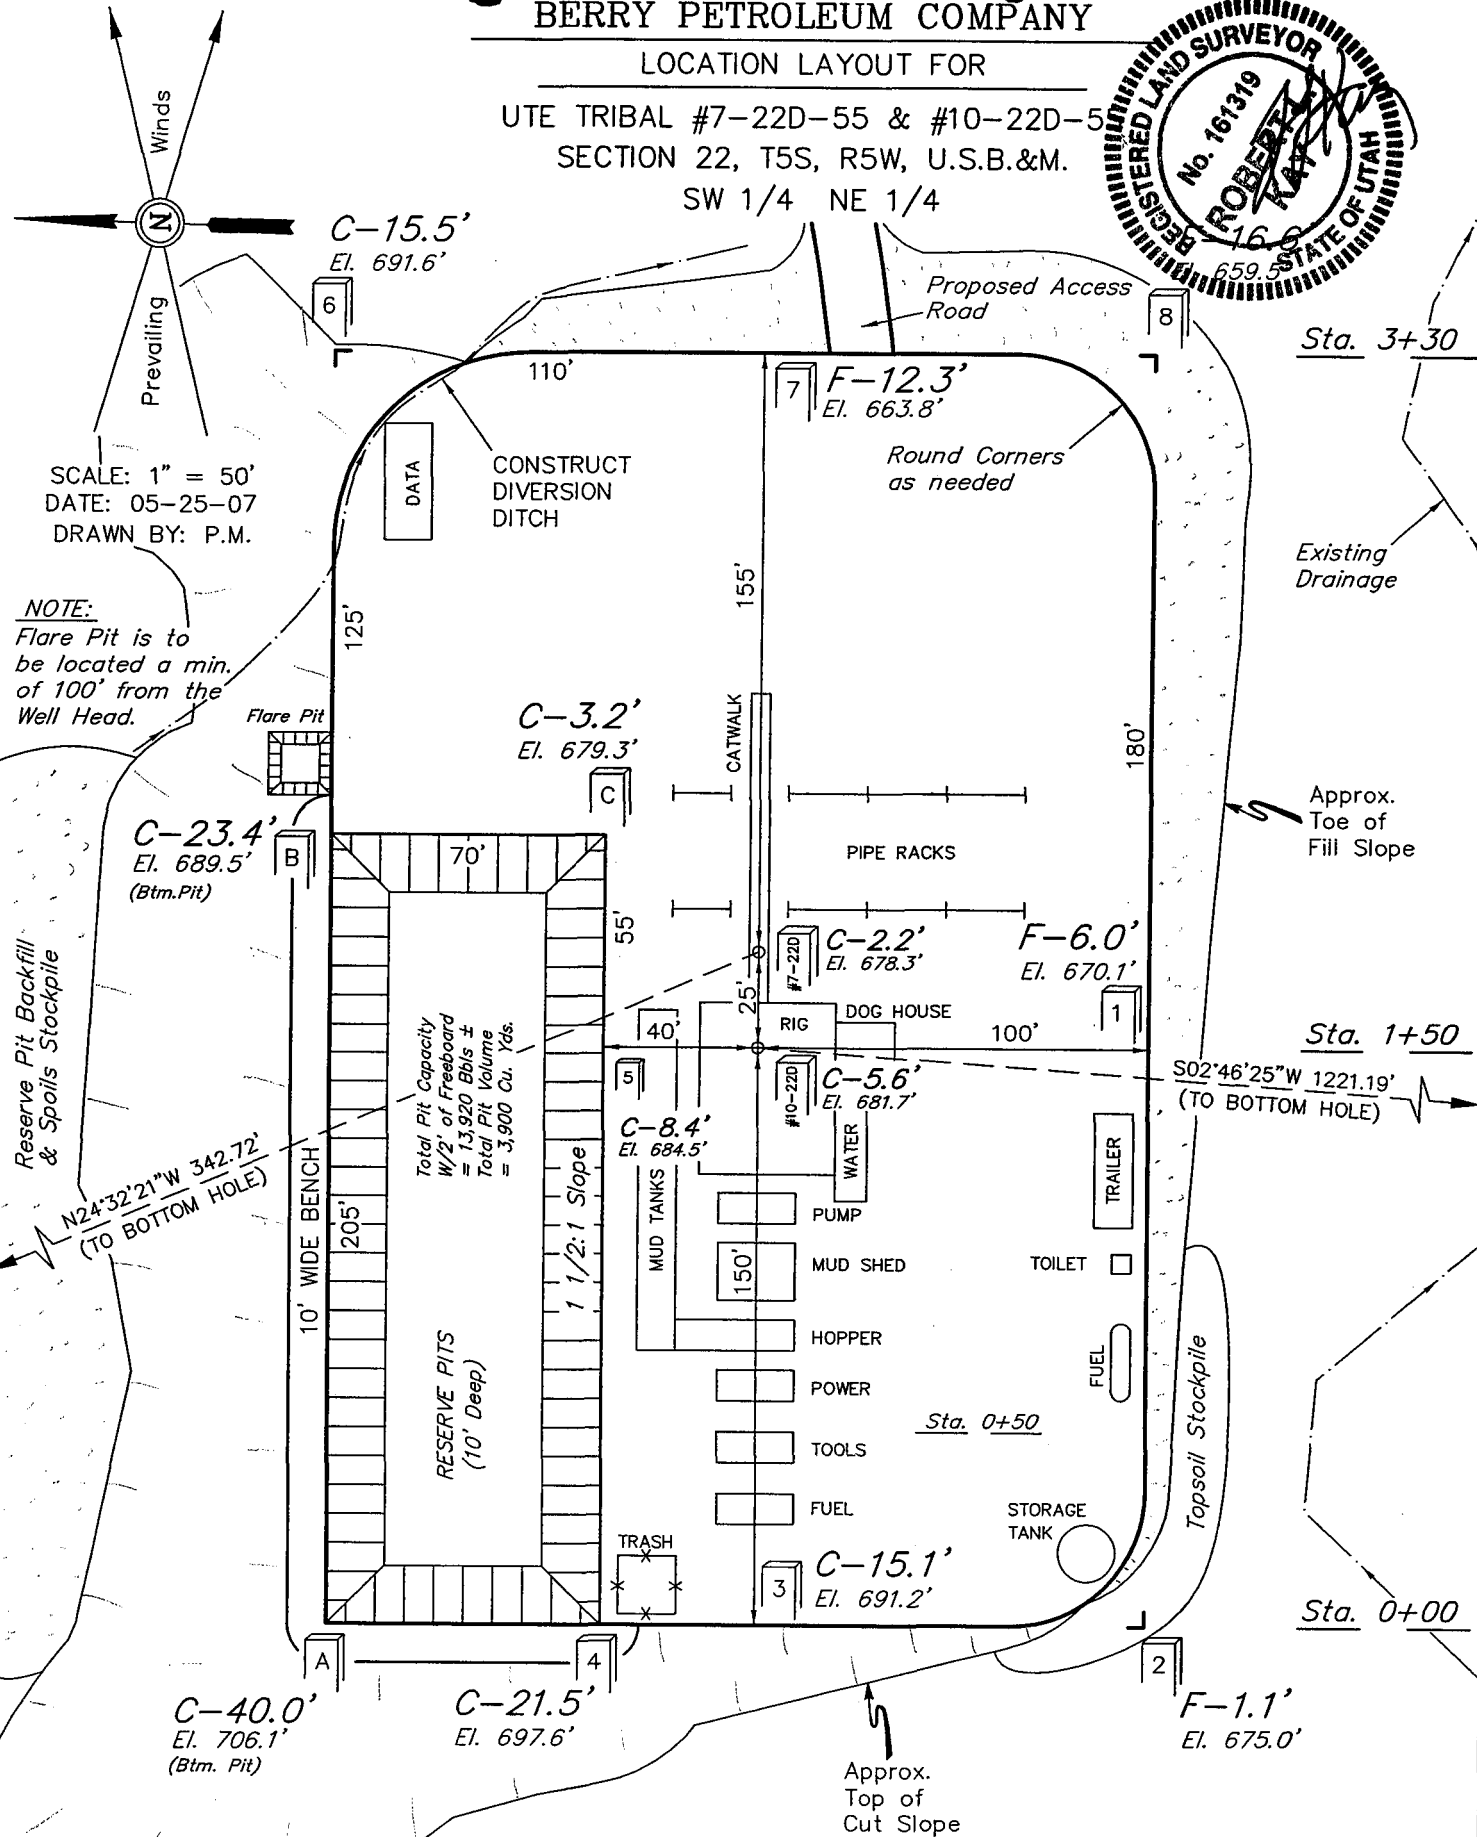 BERRY PETROLEUM COMPANY
LOCATION LAYOUT FOR
UTE TRIBAL #7-22D-55 & #10-22D-5
SECTION 22, T5S, R5W, U.S.B.&M.
SW 1/4 NE 1/4
REGISTERED LAND SURVEYOR
No. 161319
ROBERT
KAY
STATE OF UTAH
-16.6
659.5
Winds
N
Prevailing
SCALE: 1" = 50'
DATE: 05-25-07
DRAWN BY: P.M.
C-15.5'
El. 691.6'
6
8
Proposed Access
Road
Sta. 3+30
110'
7
F-12.3'
El. 663.8'
Round Corners
as needed
DATA
CONSTRUCT
DIVERSION
DITCH
Existing
Drainage
NOTE:
Flare Pit is to
be located a min.
of 100' from the
Well Head.
125'
155'
180'
Flare Pit
C-3.2'
El. 679.3'
C
CATWALK
PIPE RACKS
Approx.
Toe of
Fill Slope
C-23.4'
El. 689.5'
(Btm.Pit)
B
70'
55'
Reserve Pit Backfill
& Spoils Stockpile
#7-22D
C-2.2'
El. 678.3'
F-6.0'
El. 670.1'
1
25'
RIG
DOG HOUSE
40'
100'
Sta. 1+50
S02°46'25"W 1221.19'
(TO BOTTOM HOLE)
Total Pit Capacity
W/2' of Freeboard
= 13,920 Bbls ±
Total Pit Volume
= 3,900 Cu. Yds.
5
#10-22D
C-5.6'
El. 681.7'
C-8.4'
El. 684.5'
WATER
TRAILER
N24°32'21"W 342.72'
(TO BOTTOM HOLE)
10' WIDE BENCH
205'
1 1/2:1 Slope
MUD TANKS
PUMP
MUD SHED
150'
TOILET
HOPPER
RESERVE PITS
(10' Deep)
POWER
FUEL
Topsoil Stockpile
Sta. 0+50
TOOLS
FUEL
STORAGE
TANK
TRASH
3
C-15.1'
El. 691.2'
Sta. 0+00
A
4
2
C-40.0'
El. 706.1'
(Btm. Pit)
C-21.5'
El. 697.6'
F-1.1'
El. 675.0'
Approx.
Top of
Cut Slope